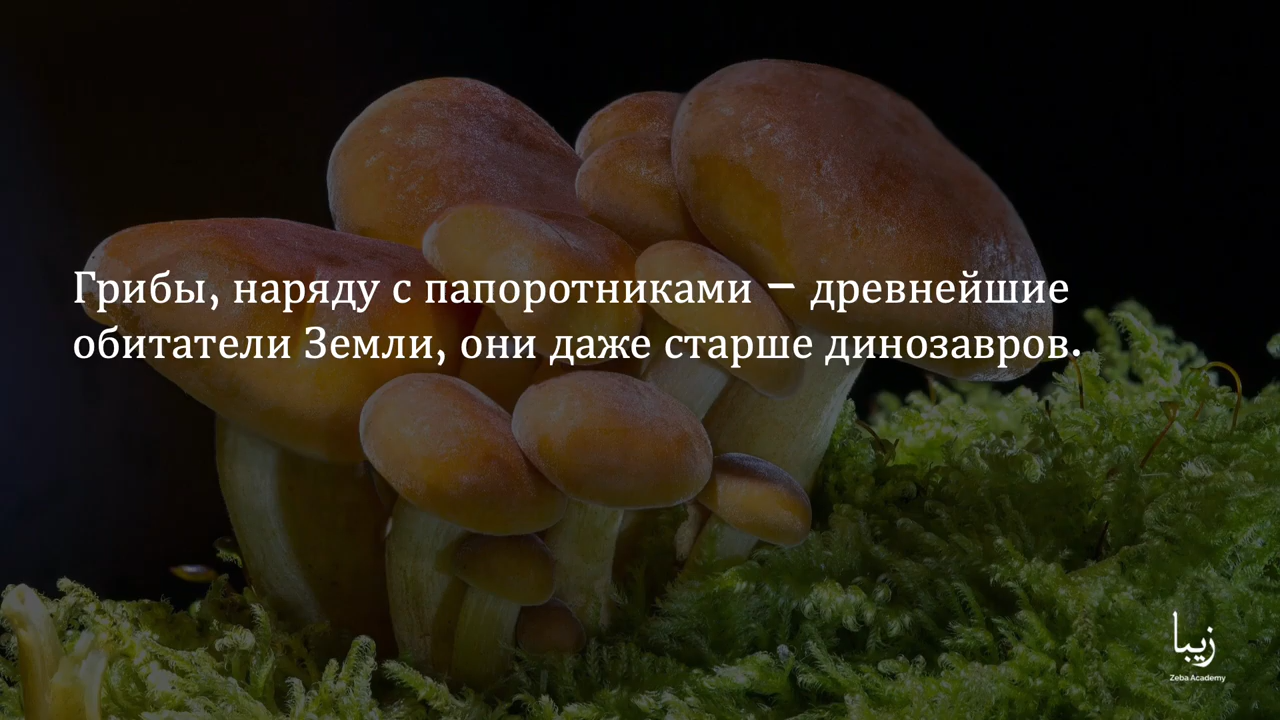 Грибы, наряду с папоротниками – древнейшие
обитатели Земли, они даже старше динозавров.
زیبا
Zeba Academy